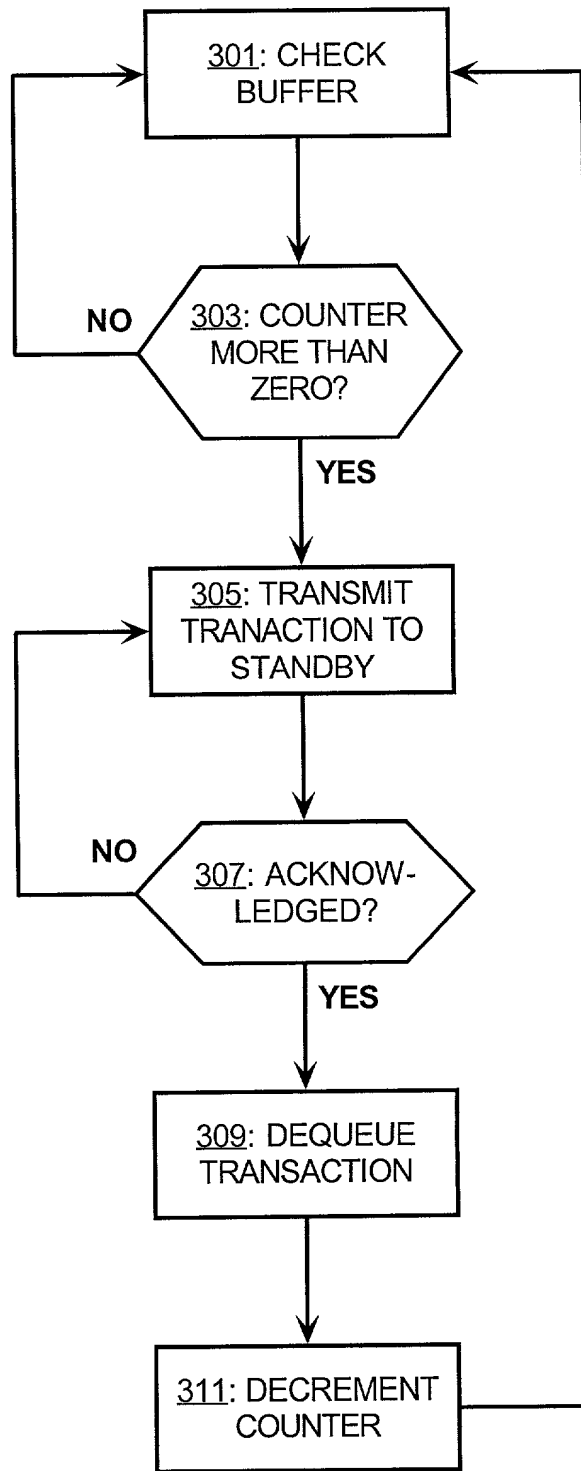 301: CHECK
BUFFER
NO
303: COUNTER
MORE THAN
ZERO?
YES
305: TRANSMIT
TRANACTION TO
STANDBY
NO
307: ACKNOW-
LEDGED?
YES
309: DEQUEUE
TRANSACTION
311: DECREMENT
COUNTER